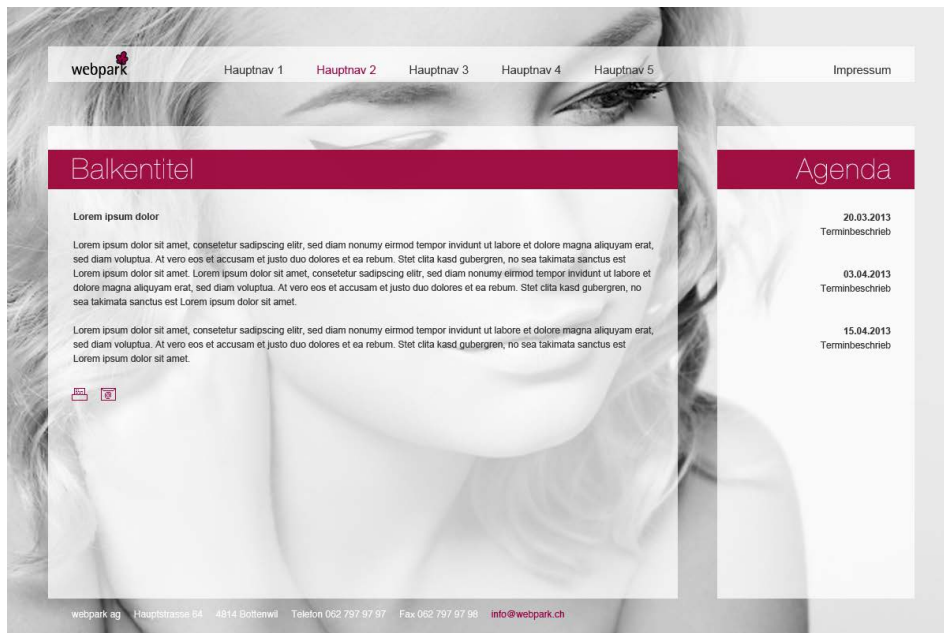 webpark
Hauptnav 1 Hauptnav 2 Hauptnav 3 Hauptnav 4 Hauptnav 5 Impressum
Balkentitel
Lorem ipsum dolor
Lorem ipsum dolor sit amet, consetetur sadipscing elitr, sed diam nonumy eirmod tempor invidunt ut labore et dolore magna aliquyam erat,
sed diam voluptua. At vero eos et accusam et justo duo dolores et ea rebum. Stet clita kasd gubergren, no sea takimata sanctus est
Lorem ipsum dolor sit amet. Lorem ipsum dolor sit amet, consetetur sadipscing elitr, sed diam nonumy eirmod tempor invidunt ut labore et
dolore magna aliquyam erat, sed diam voluptua. At vero eos et accusam et justo duo dolores et ea rebum. Stet clita kasd gubergren, no
sea takimata sanctus est Lorem ipsum dolor sit amet.
Lorem ipsum dolor sit amet, consetetur sadipscing elitr, sed diam nonumy eirmod tempor invidunt ut labore et dolore magna aliquyam erat,
sed diam voluptua. At vero eos et accusam et justo duo dolores et ea rebum. Stet clita kasd gubergren, no sea takimata sanctus est
Lorem ipsum dolor sit amet.
@
Agenda
20.03.2013
Terminbeschrieb
03.04.2013
Terminbeschrieb
15.04.2013
Terminbeschrieb
webpark ag Hauptstrasse 64 4814 Bottenwil Telefon 062 797 97 97 Fax 062 797 97 98 info@webpark.ch